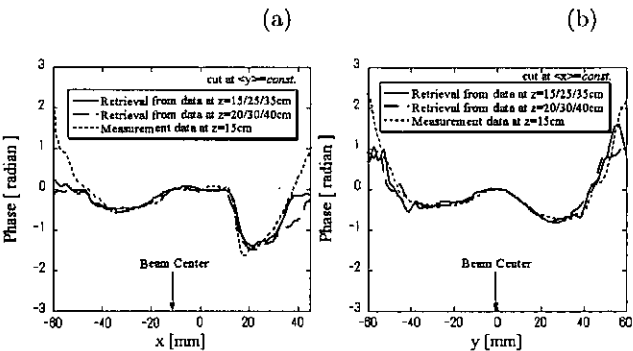 (a)
(b)
cut at <y>=const.
Retrieval from data at z=15/25/35cm
Retrieval from data at z=20/30/40cm
Measurement data at z=15cm
Phase [ radian ]
3
2
1
0
-1
-2
-3
Beam Center
-60
-40
-20
0
20
40
x [mm]
cut at <x>=const.
Retrieval from data at z=15/25/35cm
Retrieval from data at z=20/30/40cm
Measurement data at z=15cm
Phase [ radian ]
3
2
1
0
-1
-2
-3
Beam Center
-60
-40
-20
0
20
40
60
y [mm]